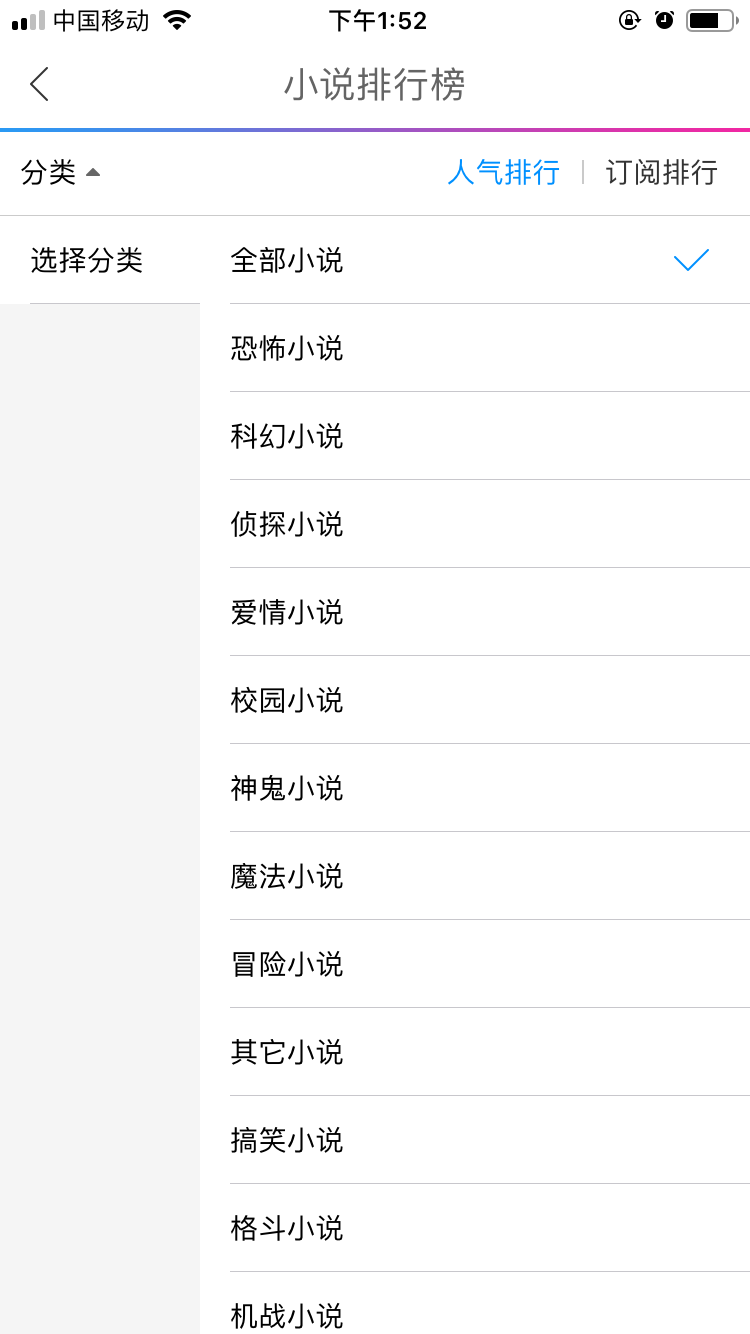 中国移动 下午1:52
小说排行榜
分类 人气排行 订阅排行
选择分类 全部小说
恐怖小说
科幻小说
侦探小说
爱情小说
校园小说
神鬼小说
魔法小说
冒险小说
其它小说
搞笑小说
格斗小说
机战小说